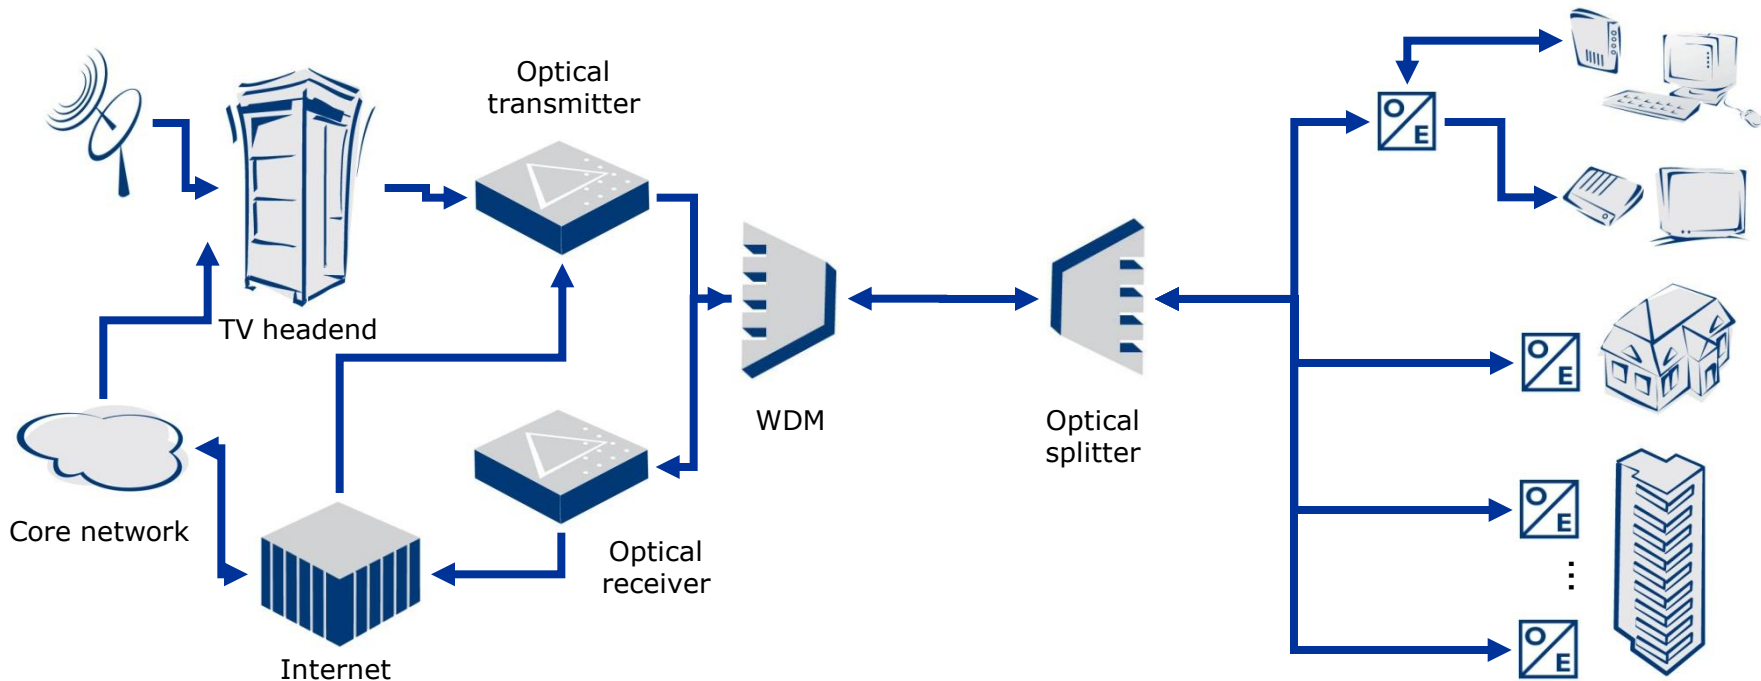 Optical
transmitter
O
E
TV headend
WDM
Optical
splitter
O
E
Core network
O
E
Optical
receiver
...
Internet
O
E